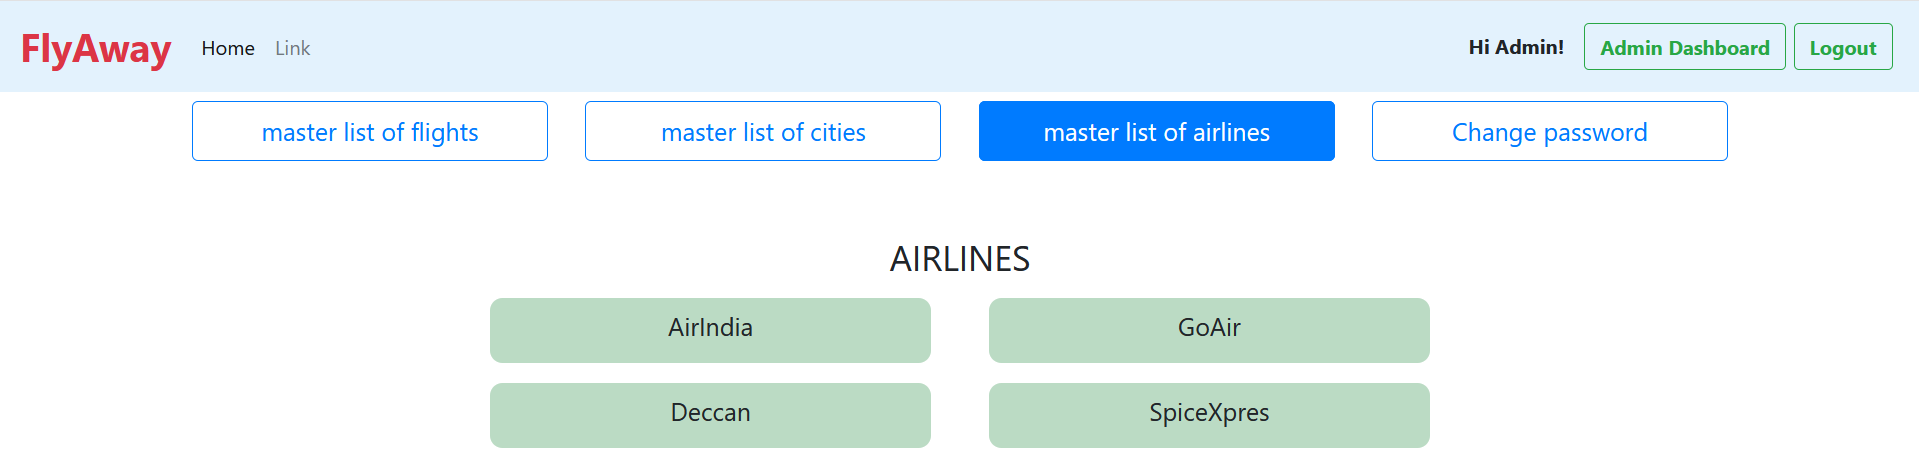 FlyAway Home Link Hi Admin! Admin Dashboard Logout
master list of flights master list of cities master list of airlines Change password
AIRLINES
AirIndia GoAir
Deccan SpiceXpres